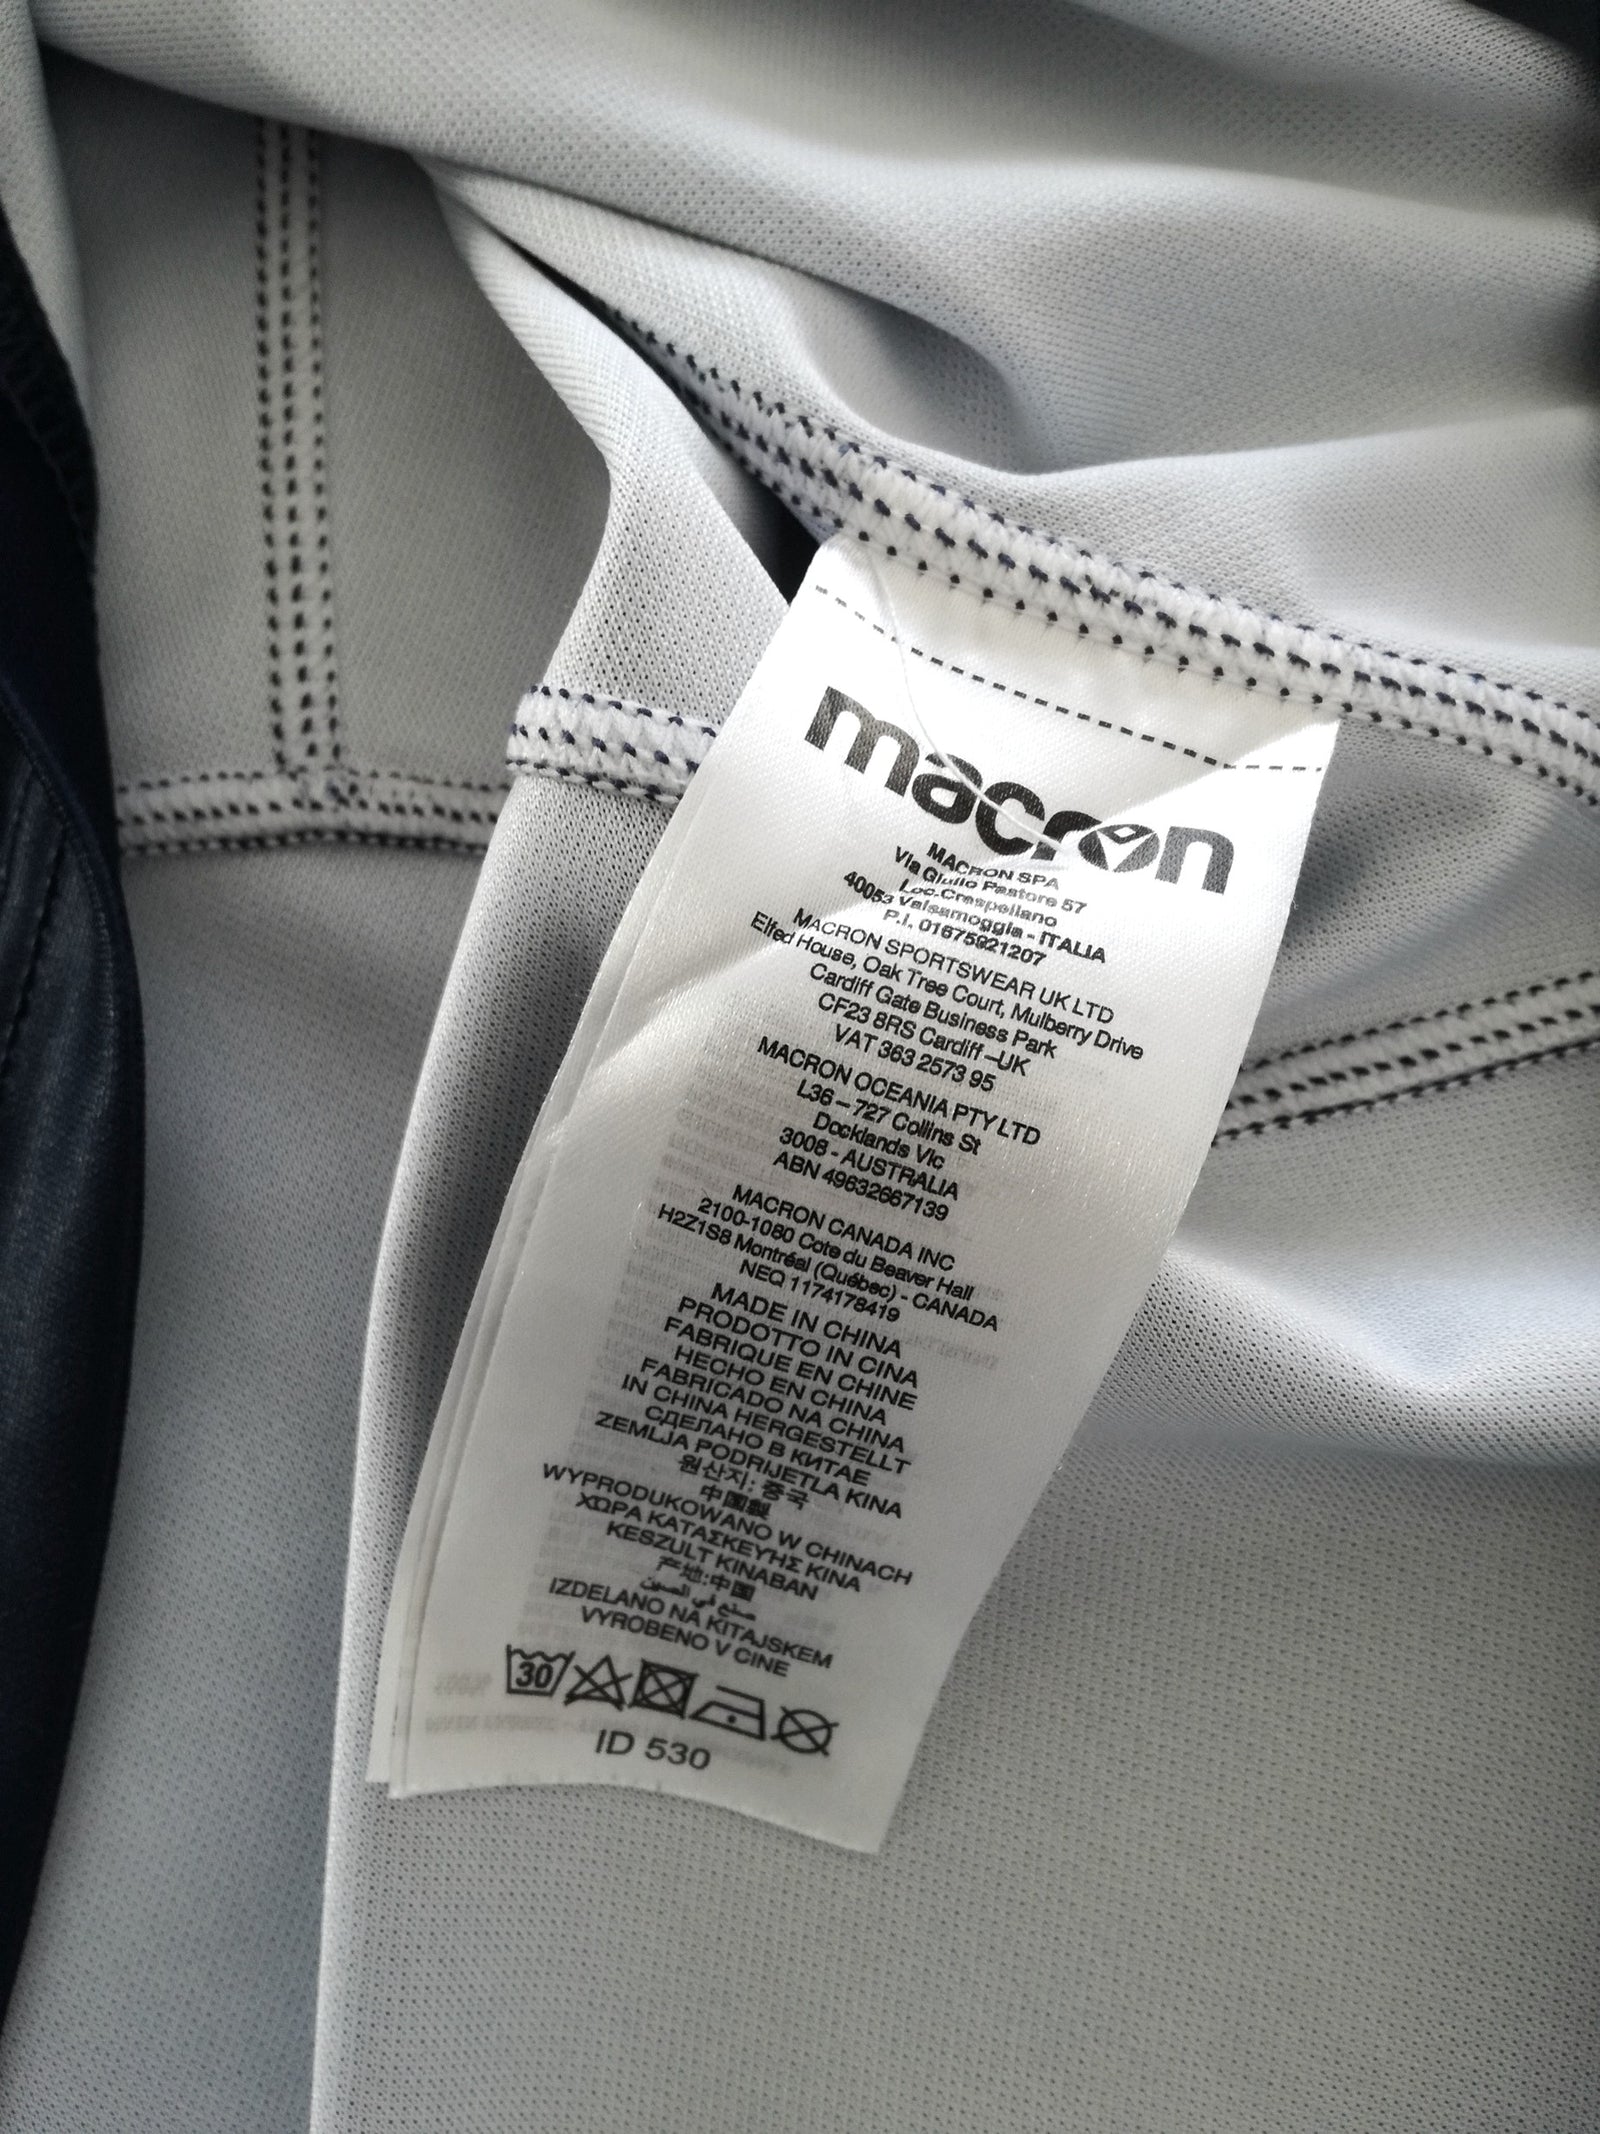 macron
MACRON SPA
Via Giulio Pastore 57
Loc. Crespellano
40053 Valsamoggia - ITALIA
P.I. 01675921207
MACRON SPORTSWEAR UK LTD
Elfed House, Oak Tree Court, Mulberry Drive
Cardiff Gate Business Park
CF23 8RS Cardiff –UK
VAT 363 2573 95
MACRON OCEANIA PTY LTD
L36 – 727 Collins St
Docklands Vic
3008 - AUSTRALIA
ABN 49632667139
MACRON CANADA INC
2100-1080 Cote du Beaver Hall
H2Z1S8 Montréal (Québec) - CANADA
NEQ 1174178419
MADE IN CHINA
PRODOTTO IN CINA
FABRIQUE EN CHINE
HECHO EN CHINA
FABRICADO NA CHINA
IN CHINA HERGESTELLT
СДЕЛАНО В КИТАЕ
ZEMLJA PODRIJETLA KINA
원산지: 중국
中国製
WYPRODUKOWANO W CHINACH
ΧΩΡΑ ΚΑΤΑΣΚΕΥΗΣ ΚΙΝΑ
KESZULT KINABAN
产地:中国
صنع في الصين
IZDELANO NA KITAJSKEM
VYROBENO V CINE
30
ID 530